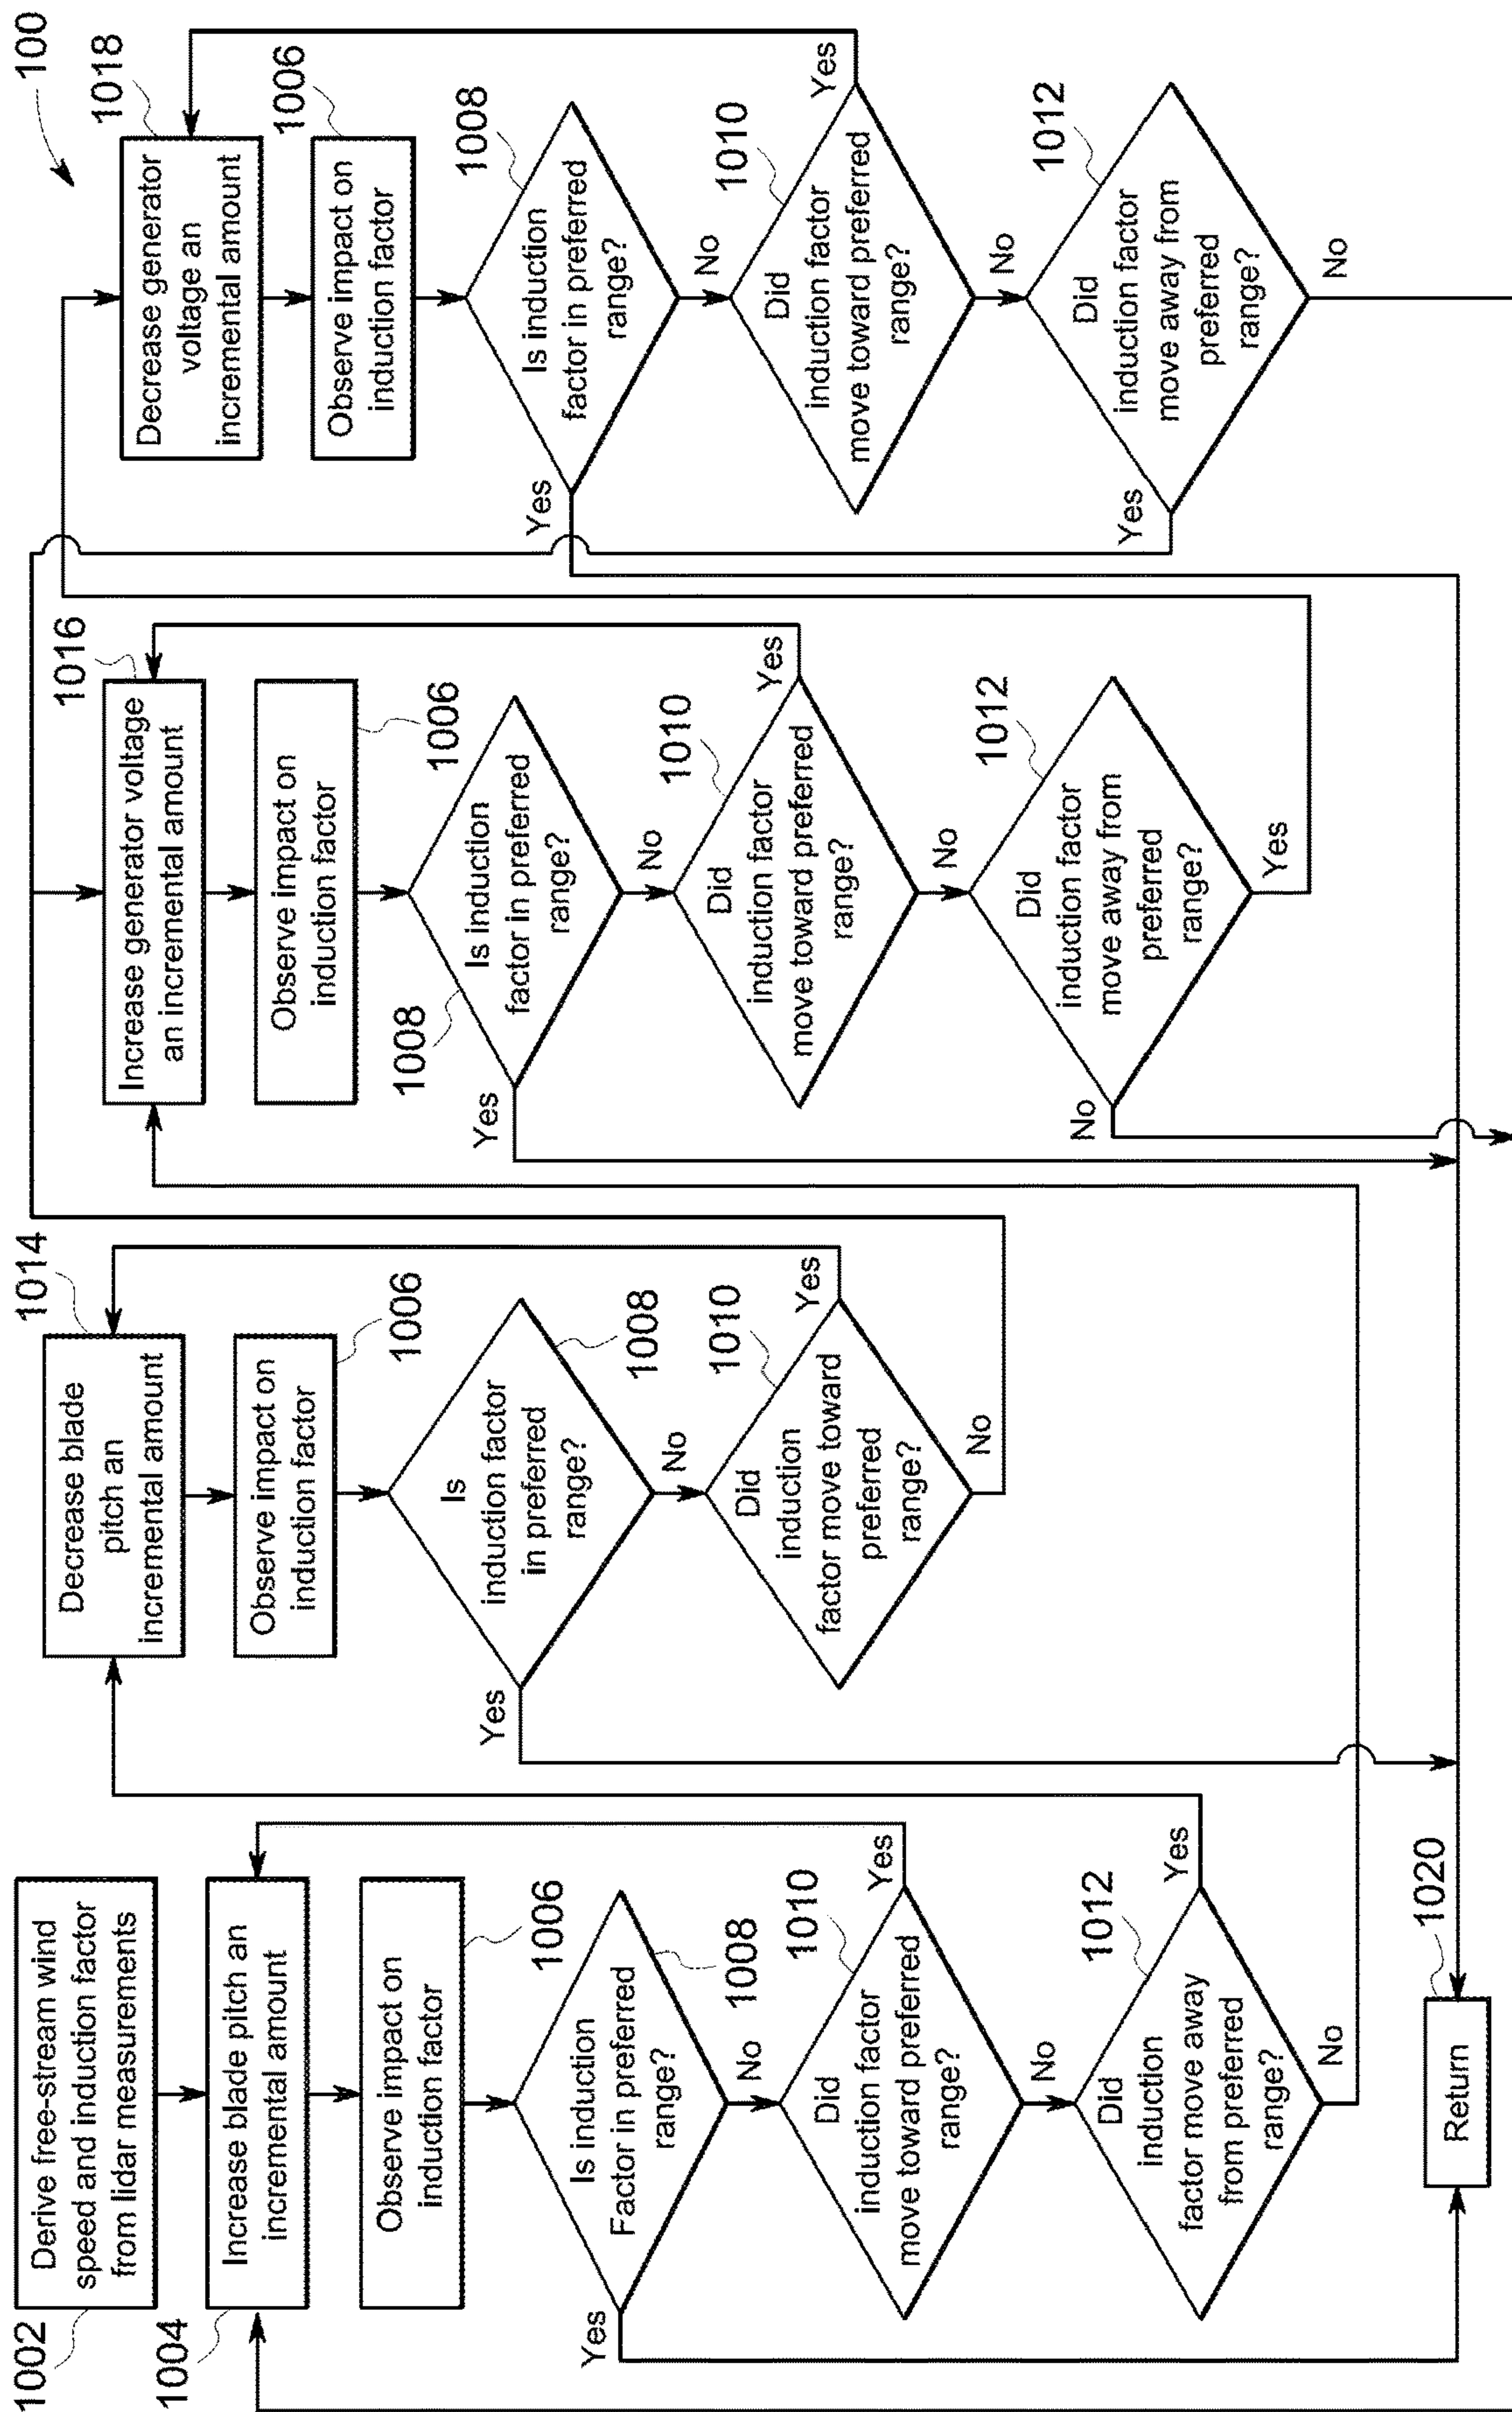 100
1002
Derive free-stream wind
speed and induction factor
from lidar measurements
1004
Increase blade pitch an
incremental amount
Observe impact on
induction factor
1006
Is induction
Factor in preferred
range?
1008
Yes
No
Did
induction factor
move toward preferred
range?
1010
Yes
No
Did
induction
factor move away
from preferred
range?
1012
Yes
No
Return
1020
1014
Decrease blade
pitch an
incremental amount
Observe impact on
induction factor
1006
Is
induction factor
in preferred
range?
1008
Yes
No
Did
induction
factor move toward
preferred
range?
1010
Yes
No
1016
Increase generator voltage
an incremental amount
Observe impact on
induction factor
1006
1008
Is induction
factor in preferred
range?
Yes
No
Did
induction factor
move toward preferred
range?
1010
Yes
No
Did
induction factor
move away from
preferred
range?
1012
No
Yes
1018
Decrease generator
voltage an
incremental amount
Observe impact on
induction factor
1006
Is induction
factor in preferred
range?
1008
Yes
No
Did
induction factor
move toward preferred
range?
1010
Yes
No
Did
induction factor
move away from
preferred
range?
1012
Yes
No